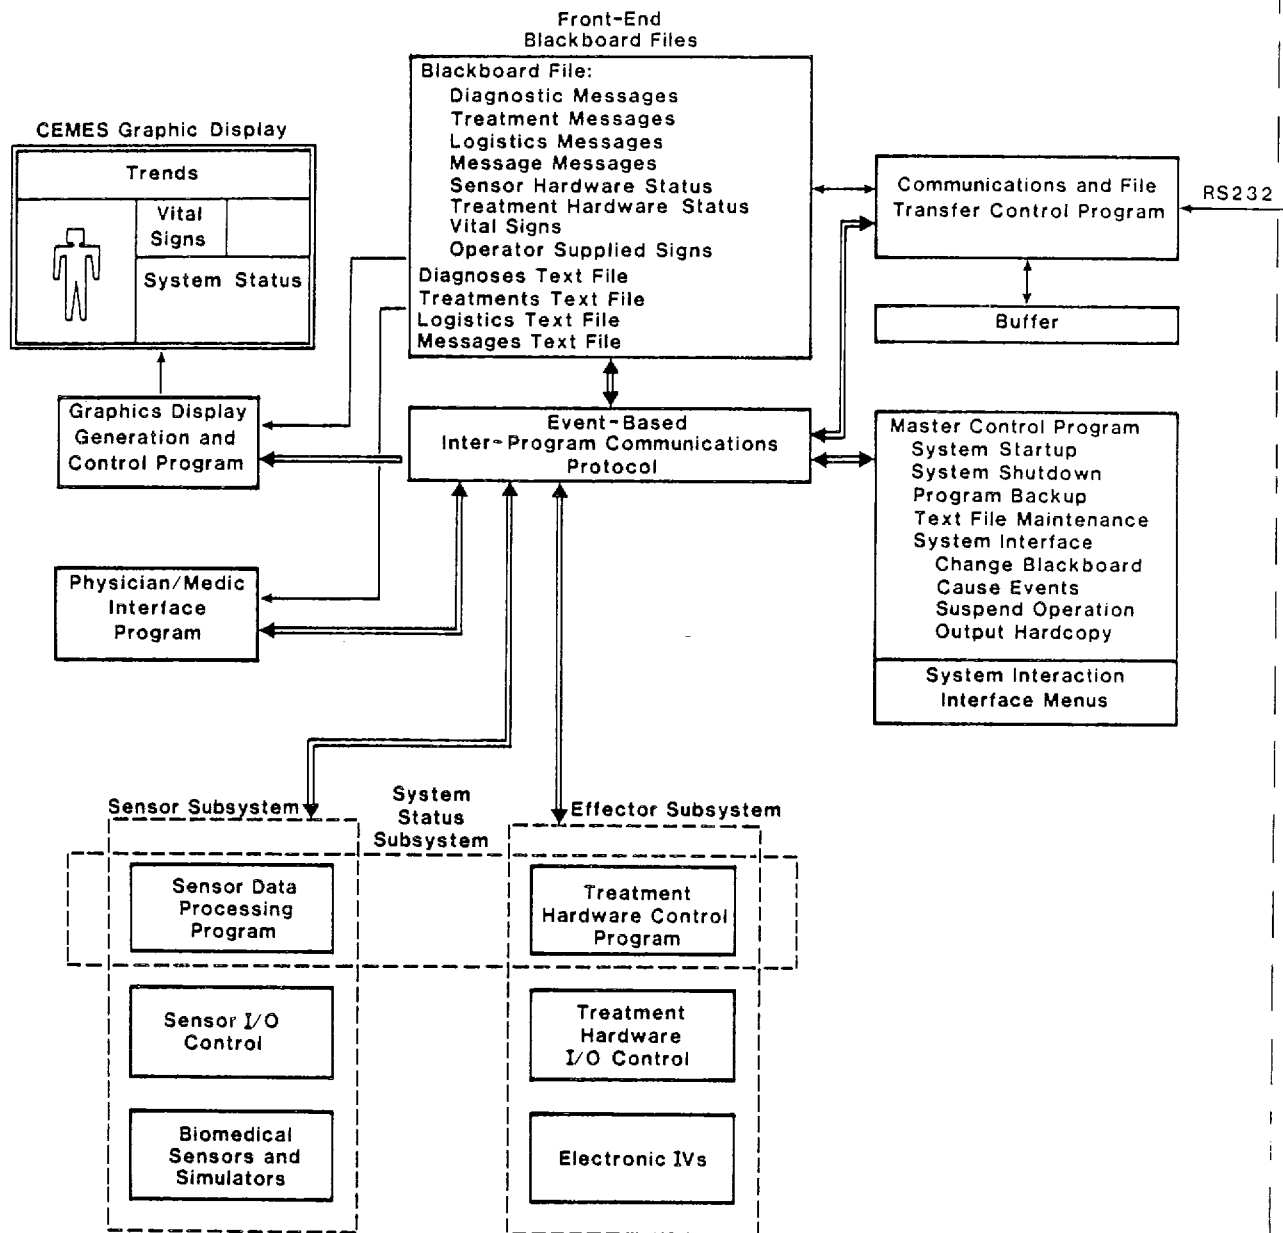 Front-End
Blackboard Files
Blackboard File:
Diagnostic Messages
Treatment Messages
Logistics Messages
Message Messages
Sensor Hardware Status
Treatment Hardware Status
Vital Signs
Operator Supplied Signs
Diagnoses Text File
Treatments Text File
Logistics Text File
Messages Text File
CEMES Graphic Display
Trends
Vital
Signs
System Status
Communications and File
Transfer Control Program
RS232
Buffer
Graphics Display
Generation and
Control Program
Event-Based
Inter-Program Communications
Protocol
Master Control Program
System Startup
System Shutdown
Program Backup
Text File Maintenance
System Interface
Change Blackboard
Cause Events
Suspend Operation
Output Hardcopy
System Interaction
Interface Menus
Physician/Medic
Interface
Program
Sensor Subsystem
System
Status
Subsystem
Effector Subsystem
Sensor Data
Processing
Program
Treatment
Hardware Control
Program
Sensor I/O
Control
Treatment
Hardware
I/O Control
Biomedical
Sensors and
Simulators
Electronic IVs